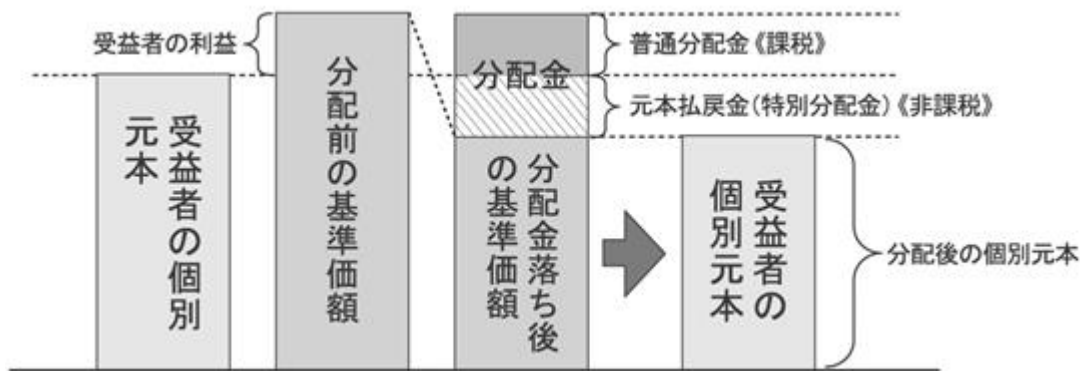 受益者の利益
受益者の個別
元本
分配前の基準価額
分配金
分配金落ち後
の基準価額
普通分配金《課税》
元本払戻金(特別分配金)《非課税》
受益者の
個別元本
分配後の個別元本